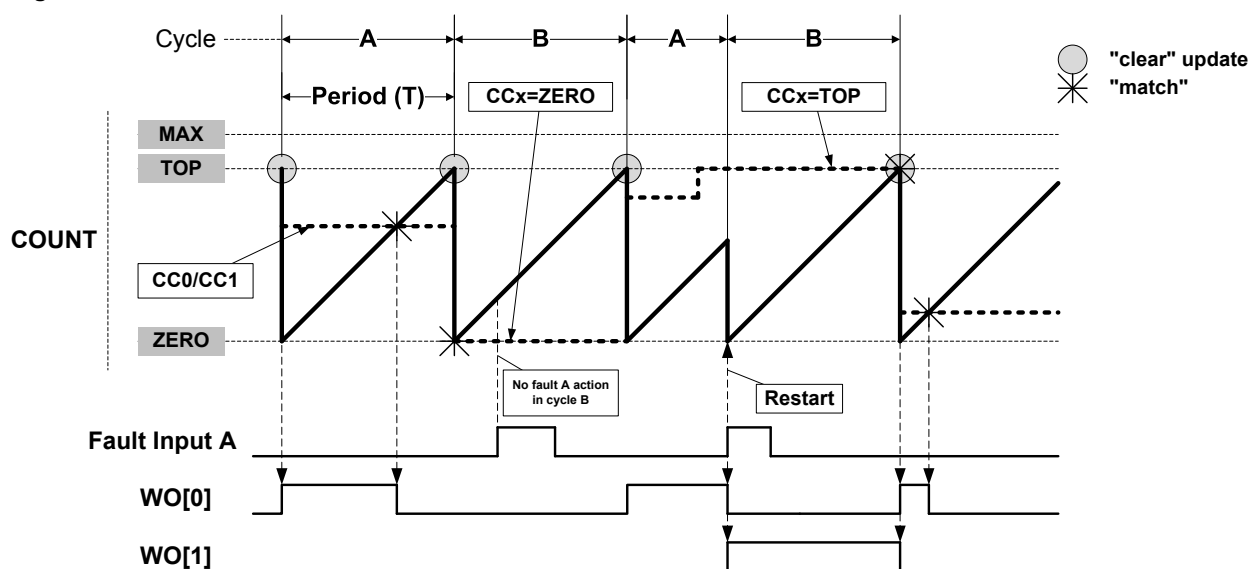 Cycle A B A B
"clear" update
"match"
Period (T)
CCx=ZERO
CCx=TOP
MAX
TOP
COUNT
CC0/CC1
ZERO
No fault A action
in cycle B
Restart
Fault Input A
WO[0]
WO[1]